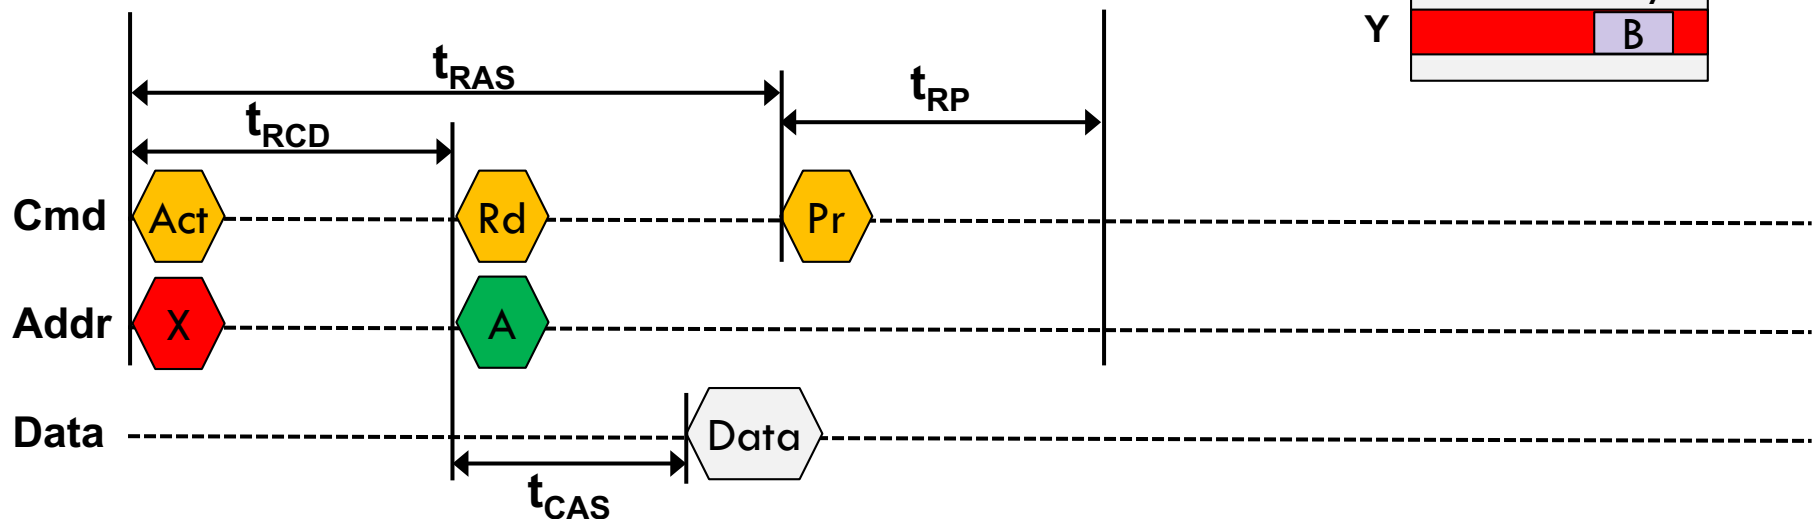 Y B
tRAS
tRP
tRCD
Cmd Act Rd Pr
Addr X A
Data Data
tCAS